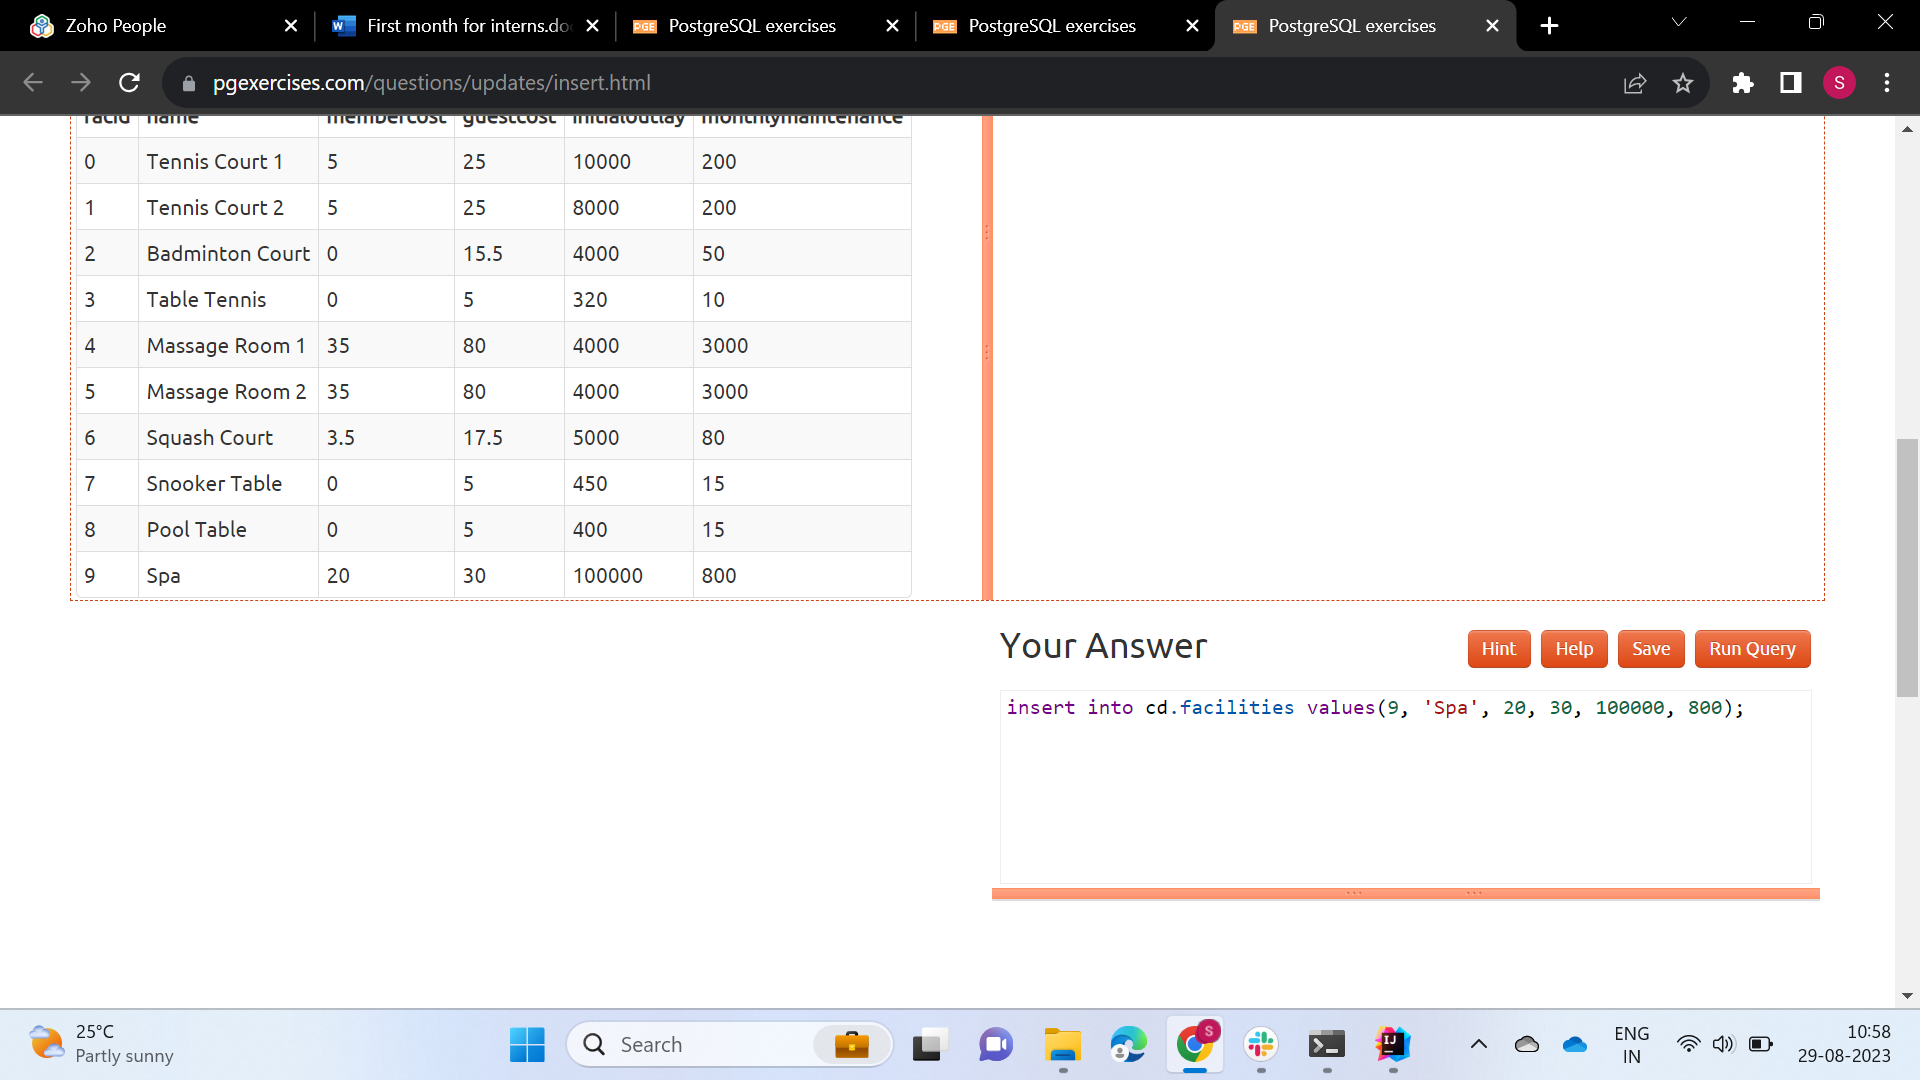 Zoho People
First month for interns.do
PostgreSQL exercises
PostgreSQL exercises
PostgreSQL exercises
pgexercises.com/questions/updates/insert.html
S
facid name membercost guestcost initialoutlay monthlymaintenance
0 Tennis Court 1 5 25 10000 200
1 Tennis Court 2 5 25 8000 200
2 Badminton Court 0 15.5 4000 50
3 Table Tennis 0 5 320 10
4 Massage Room 1 35 80 4000 3000
5 Massage Room 2 35 80 4000 3000
6 Squash Court 3.5 17.5 5000 80
7 Snooker Table 0 5 450 15
8 Pool Table 0 5 400 15
9 Spa 20 30 100000 800
Your Answer
Hint Help Save Run Query
insert into cd.facilities values(9, 'Spa', 20, 30, 100000, 800);
25°C
Partly sunny
Search
ENG
IN
10:58
29-08-2023